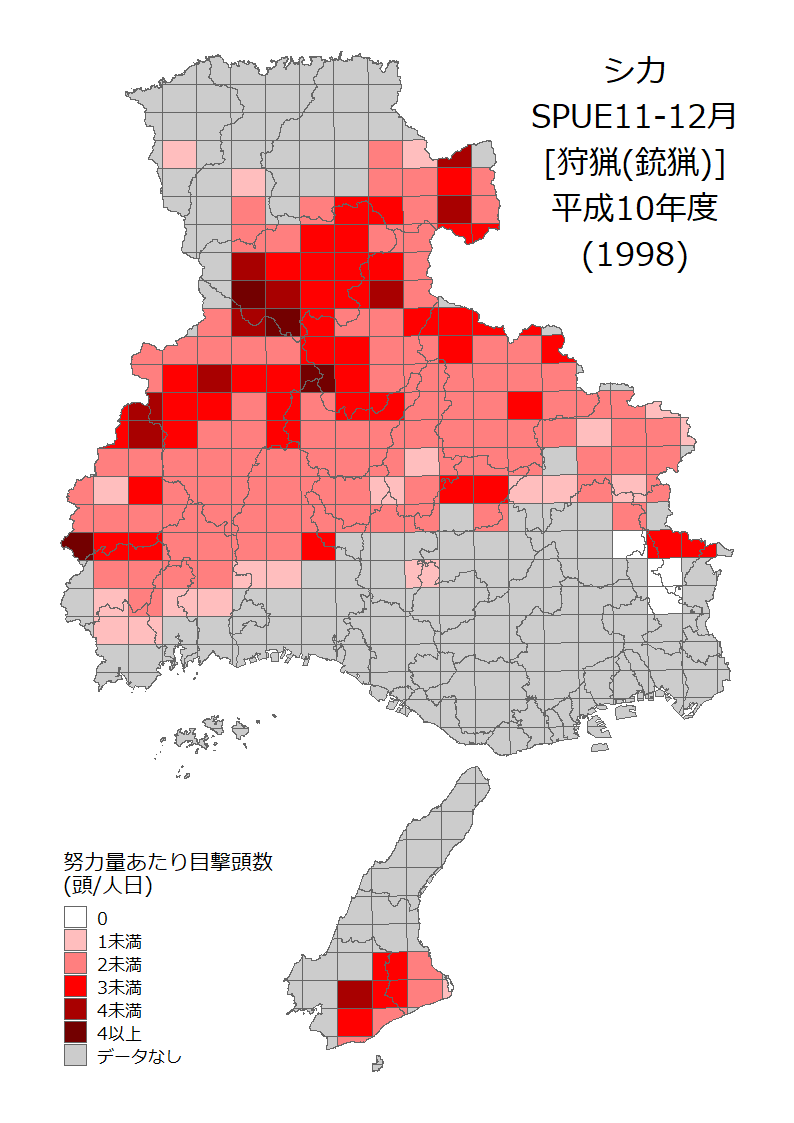 シカ
SPUE11-12月
[狩猟(銃猟)]
平成10年度
(1998)
努力量あたり目撃頭数
(頭/人日)
0
1未満
2未満
3未満
4未満
4以上
データなし